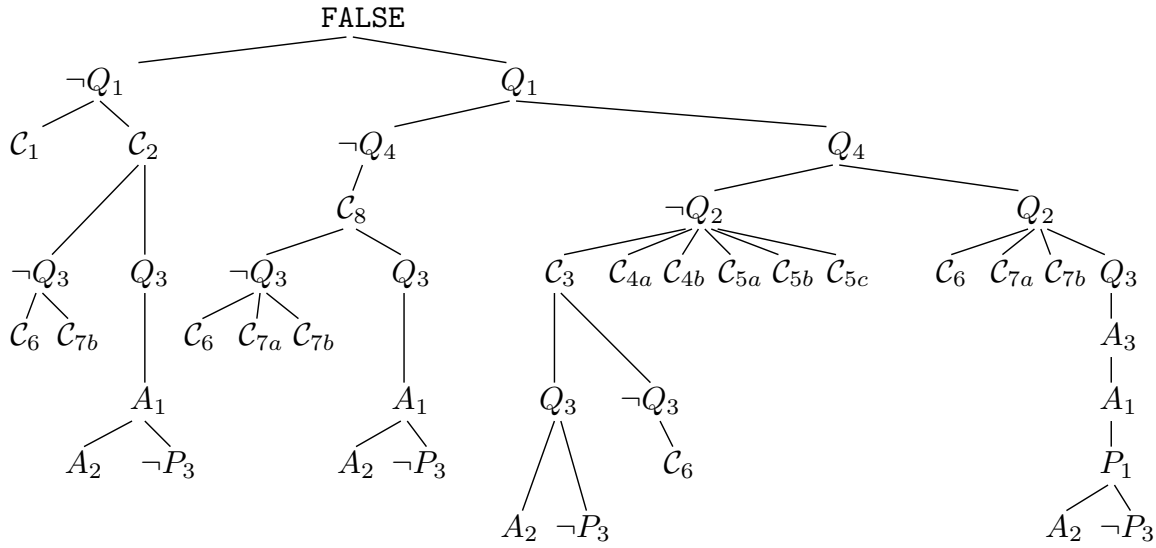 FALSE
¬Q₁ Q₁
𝒞₁ 𝒞₂ ¬Q₄ Q₄
𝒞₈ ¬Q₂ Q₂
¬Q₃ Q₃ ¬Q₃ Q₃ 𝒞₃ 𝒞₄ₐ 𝒞₄b 𝒞₅ₐ 𝒞₅b 𝒞₅c 𝒞₆ 𝒞₇ₐ 𝒞₇b Q₃
𝒞₆ 𝒞₇b 𝒞₆ 𝒞₇ₐ 𝒞₇b A₃
A₁ A₁ Q₃ ¬Q₃ A₁
A₂ ¬P₃ A₂ ¬P₃ 𝒞₆ P₁
A₂ ¬P₃ A₂ ¬P₃